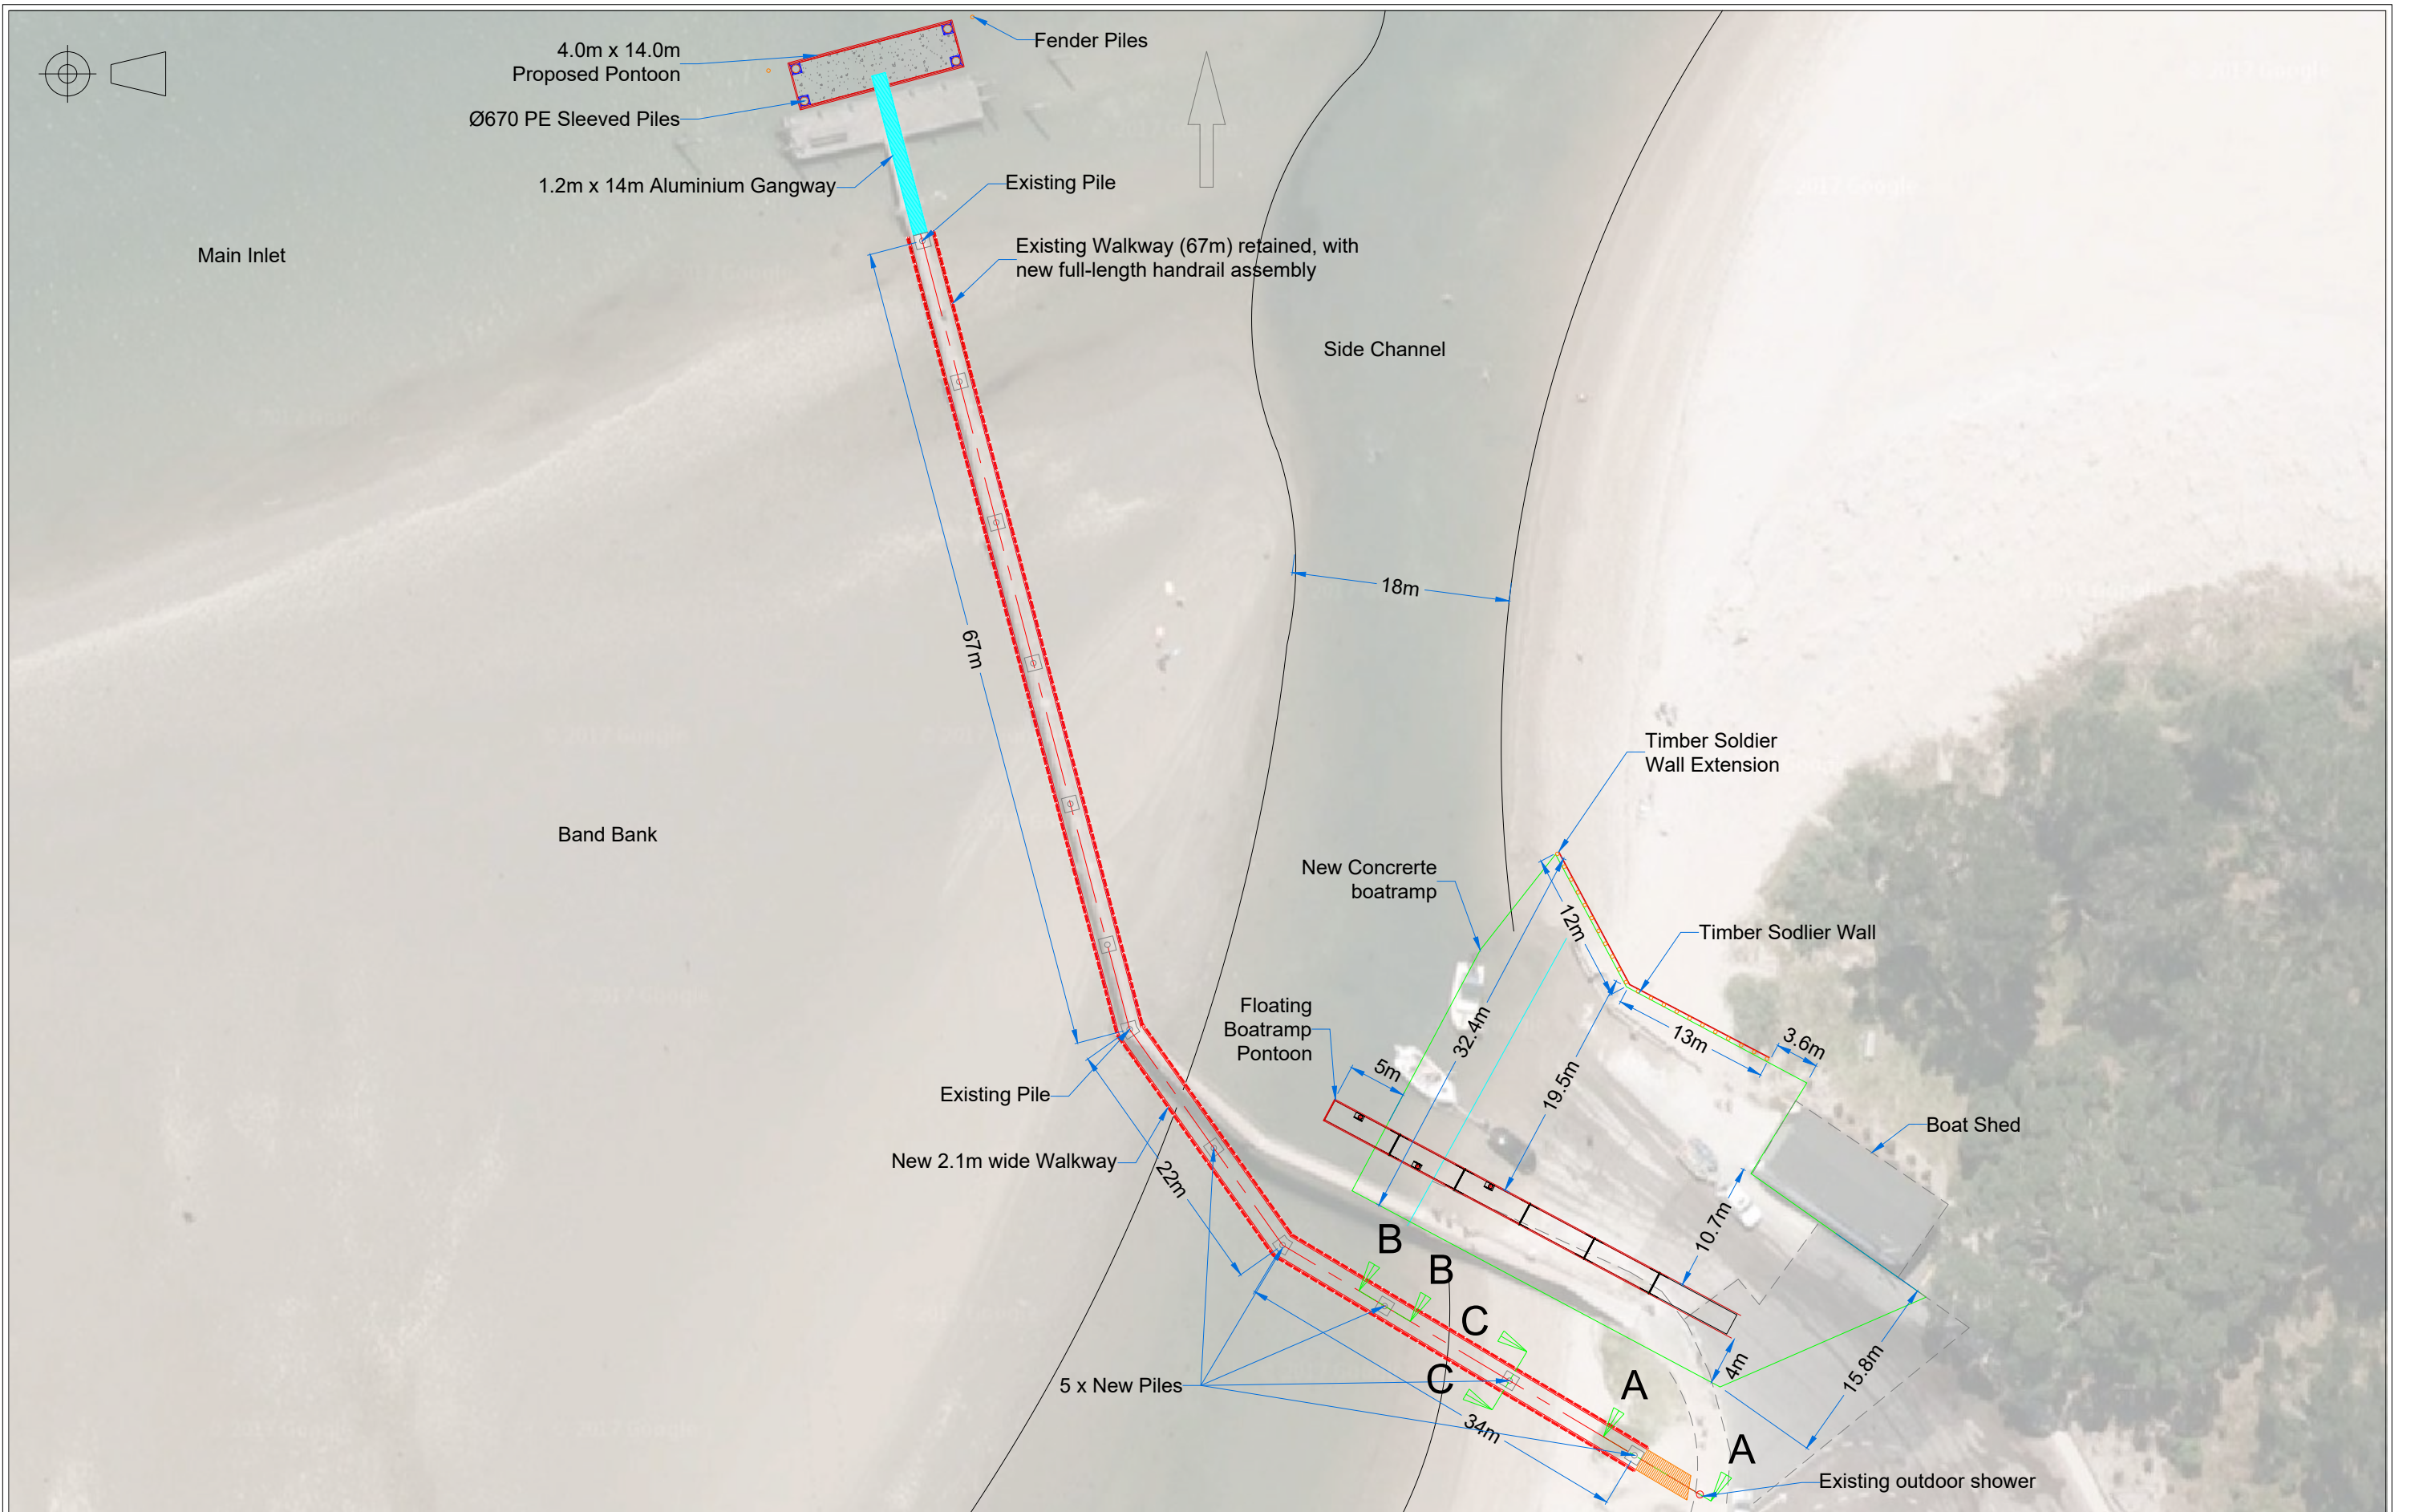 4.0m x 14.0m
Proposed Pontoon
Fender Piles
Ø670 PE Sleeved Piles
1.2m x 14m Aluminium Gangway
Existing Pile
Main Inlet
Existing Walkway (67m) retained, with
new full-length handrail assembly
Side Channel
18m
67m
Timber Soldier
Wall Extension
Band Bank
New Concrerte
boatramp
12m
Timber Sodlier Wall
Floating
Boatramp
Pontoon
32.4m
13m
3.6m
5m
19.5m
Existing Pile
Boat Shed
New 2.1m wide Walkway
22m
10.7m
B
B
C
C
A
4m
15.8m
5 x New Piles
34m
A
Existing outdoor shower
© 2017 Google
2017 Google